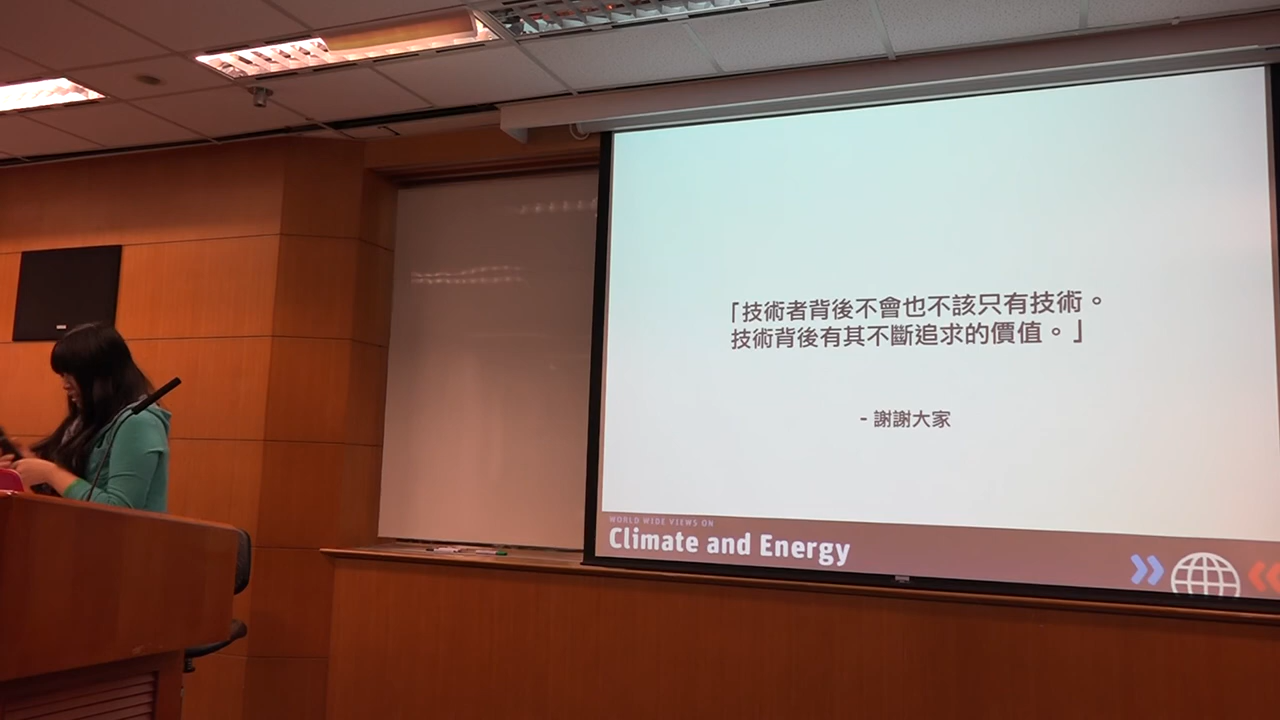 「技術者背後不會也不該只有技術。
技術背後有其不斷追求的價值。」
- 謝謝大家
WORLD WIDE VIEWS ON
Climate and Energy